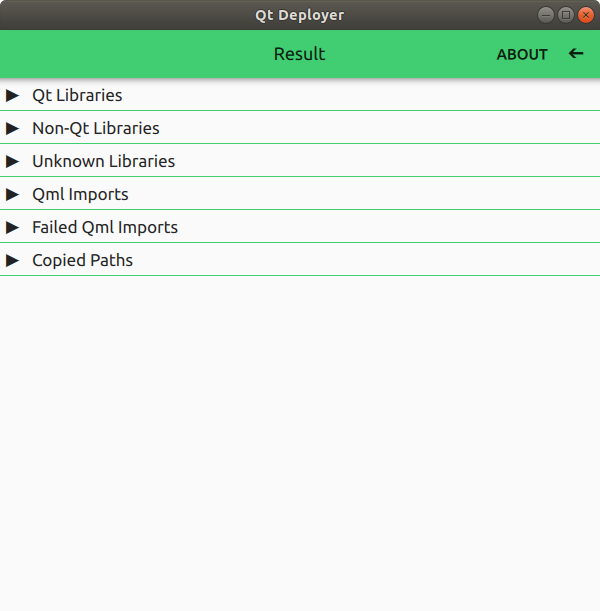 Qt Deployer
Result
ABOUT
Qt Libraries
Non-Qt Libraries
Unknown Libraries
Qml Imports
Failed Qml Imports
Copied Paths